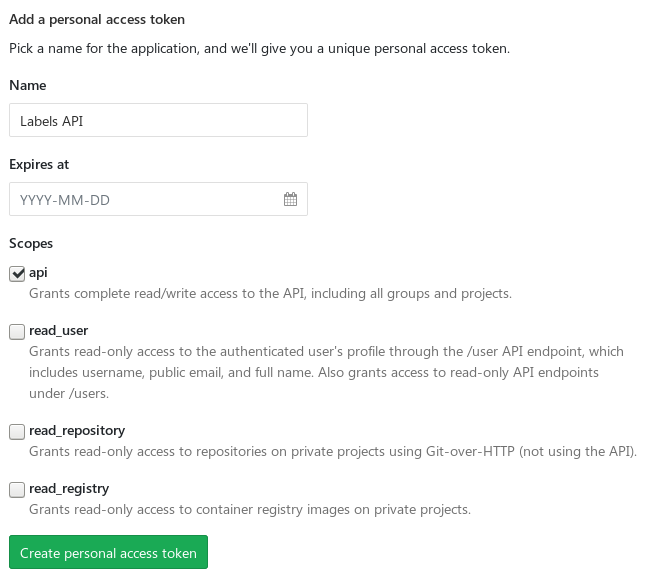 Add a personal access token
Pick a name for the application, and we'll give you a unique personal access token.
Name
Labels API
Expires at
YYYY-MM-DD
Scopes
api
Grants complete read/write access to the API, including all groups and projects.
read_user
Grants read-only access to the authenticated user's profile through the /user API endpoint, which
includes username, public email, and full name. Also grants access to read-only API endpoints
under /users.
read_repository
Grants read-only access to repositories on private projects using Git-over-HTTP (not using the API).
read_registry
Grants read-only access to container registry images on private projects.
Create personal access token